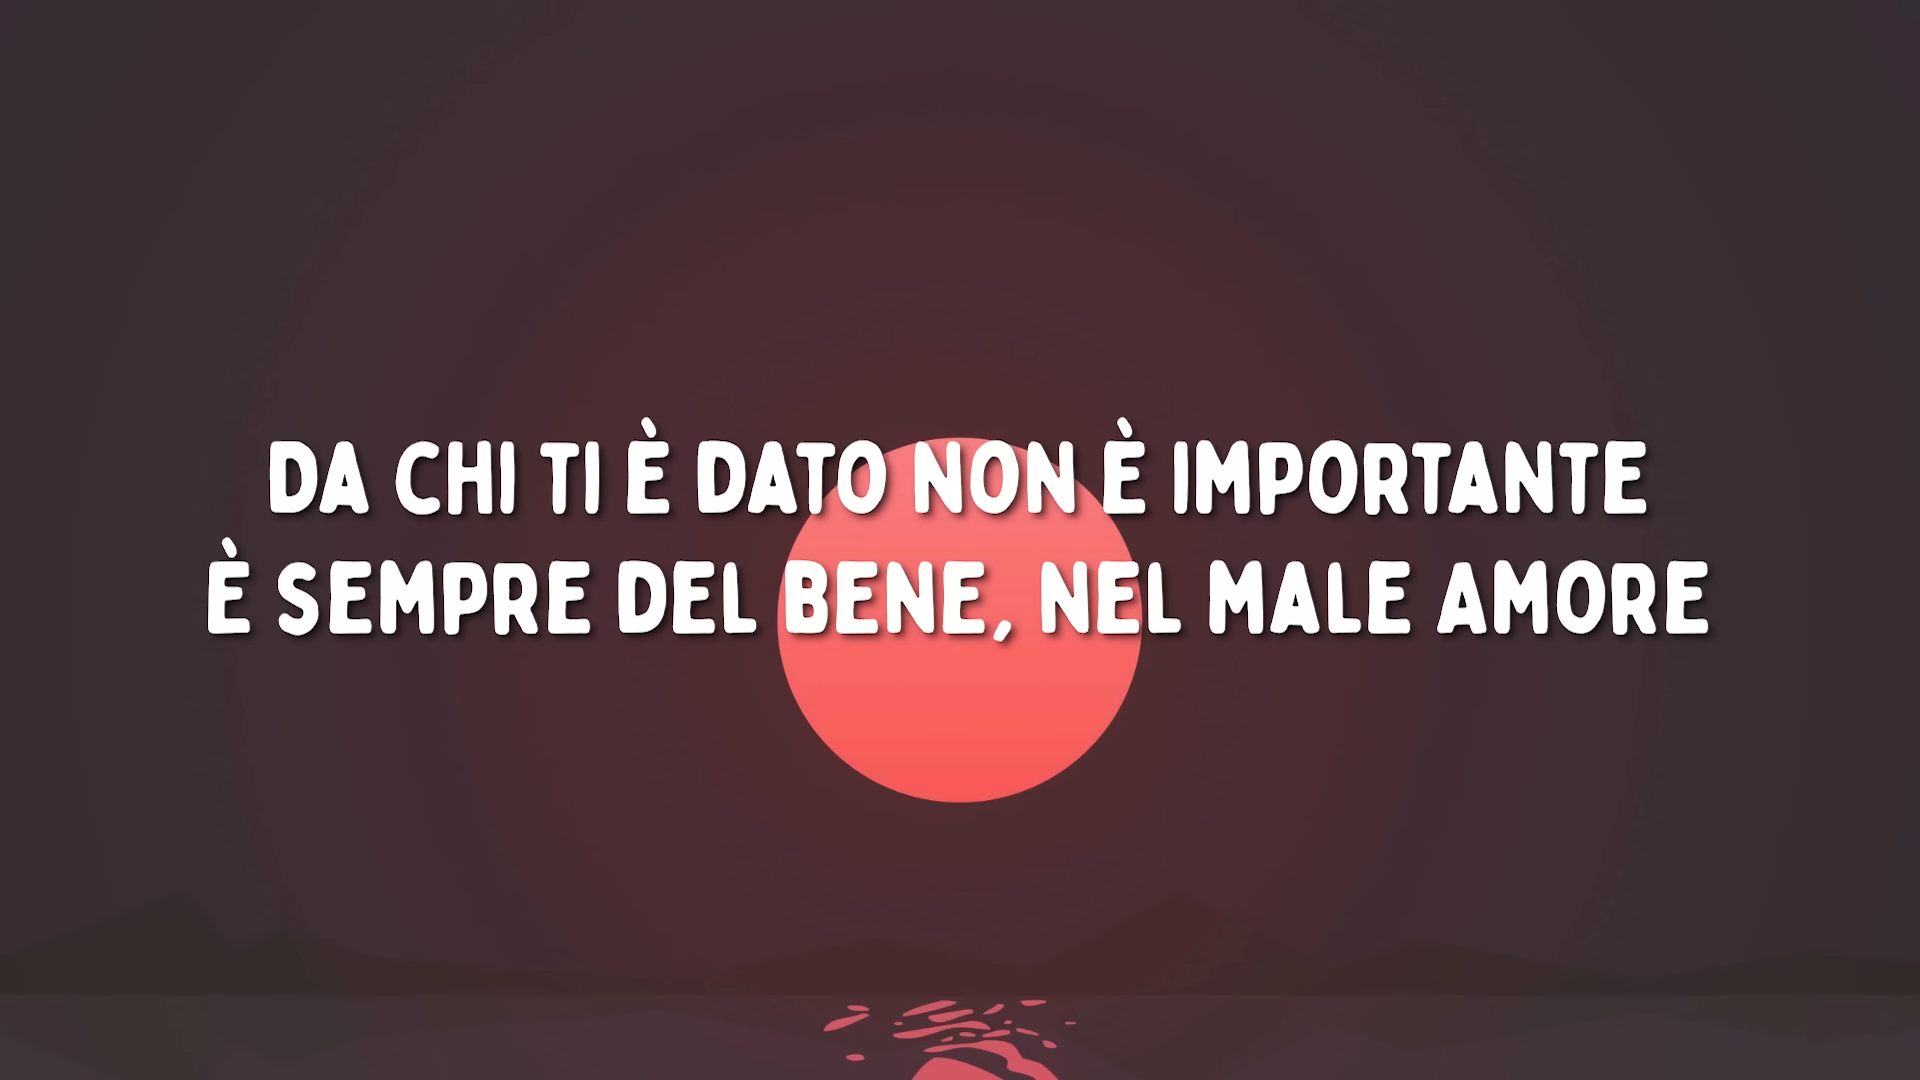 DA CHI TI È DATO NON È IMPORTANTE
È SEMPRE DEL BENE, NEL MALE AMORE